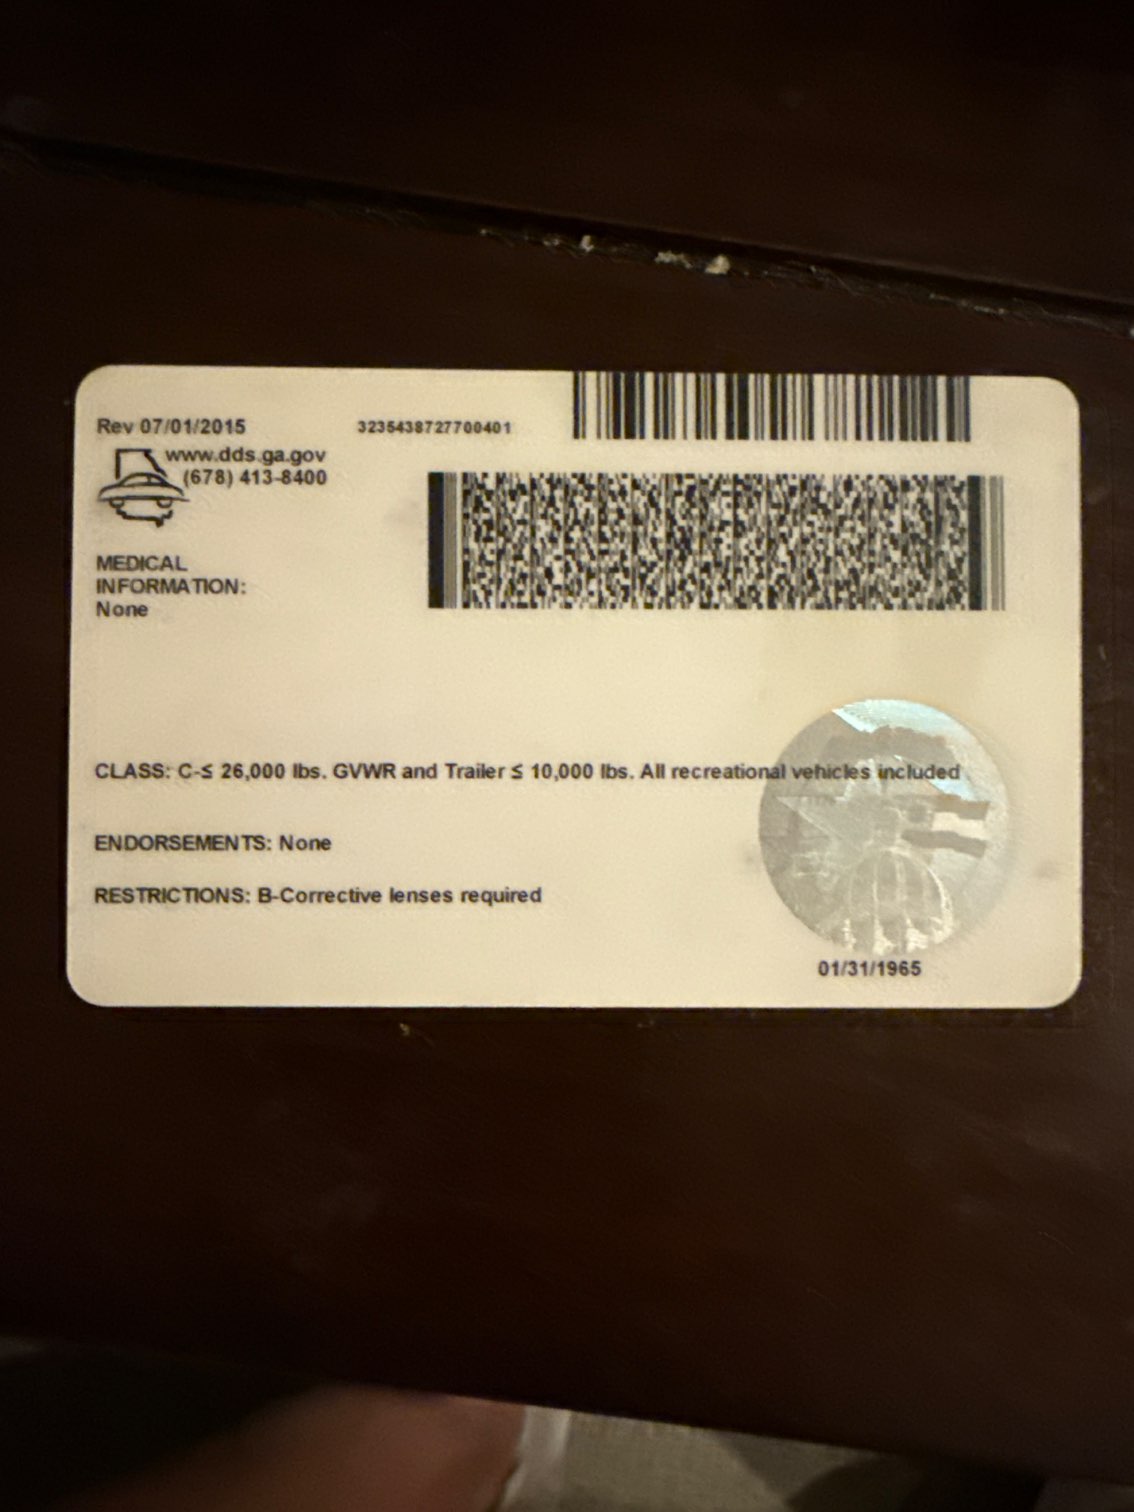 Rev 07/01/2015
3235438727700401
www.dds.ga.gov
(678) 413-8400
MEDICAL
INFORMATION:
None
CLASS: C-≤ 26,000 lbs. GVWR and Trailer ≤ 10,000 lbs. All recreational vehicles included
ENDORSEMENTS: None
RESTRICTIONS: B-Corrective lenses required
01/31/1965